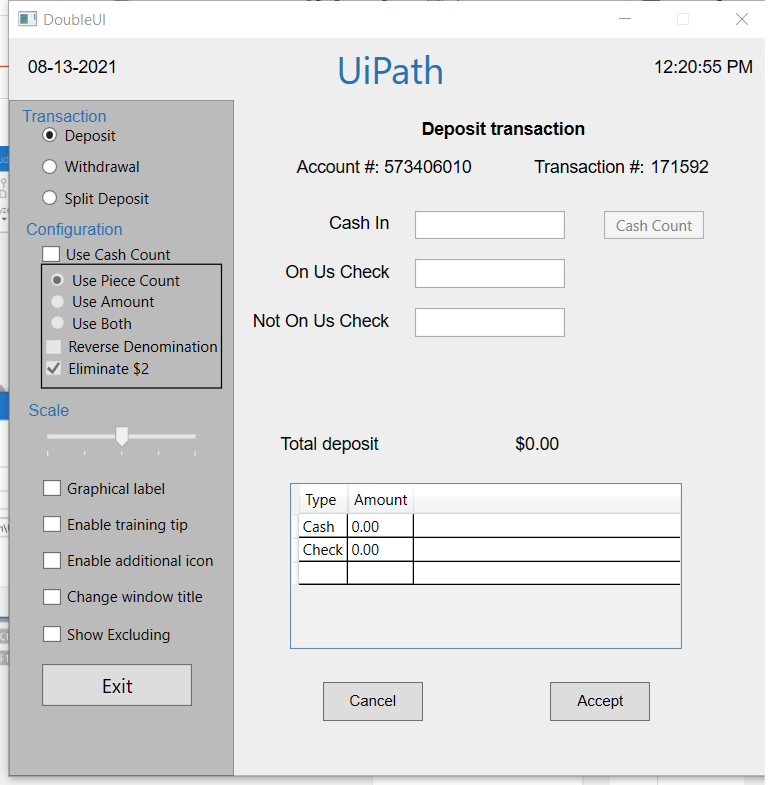 DoubleUI
08-13-2021
UiPath
12:20:55 PM
Transaction
Deposit
Withdrawal
Split Deposit
Configuration
Use Cash Count
Use Piece Count
Use Amount
Use Both
Reverse Denomination
Eliminate $2
Scale
Graphical label
Enable training tip
Enable additional icon
Change window title
Show Excluding
Exit
Deposit transaction
Account #: 573406010 Transaction #: 171592
Cash In
Cash Count
On Us Check
Not On Us Check
Total deposit $0.00
Type Amount
Cash 0.00
Check 0.00
Cancel Accept